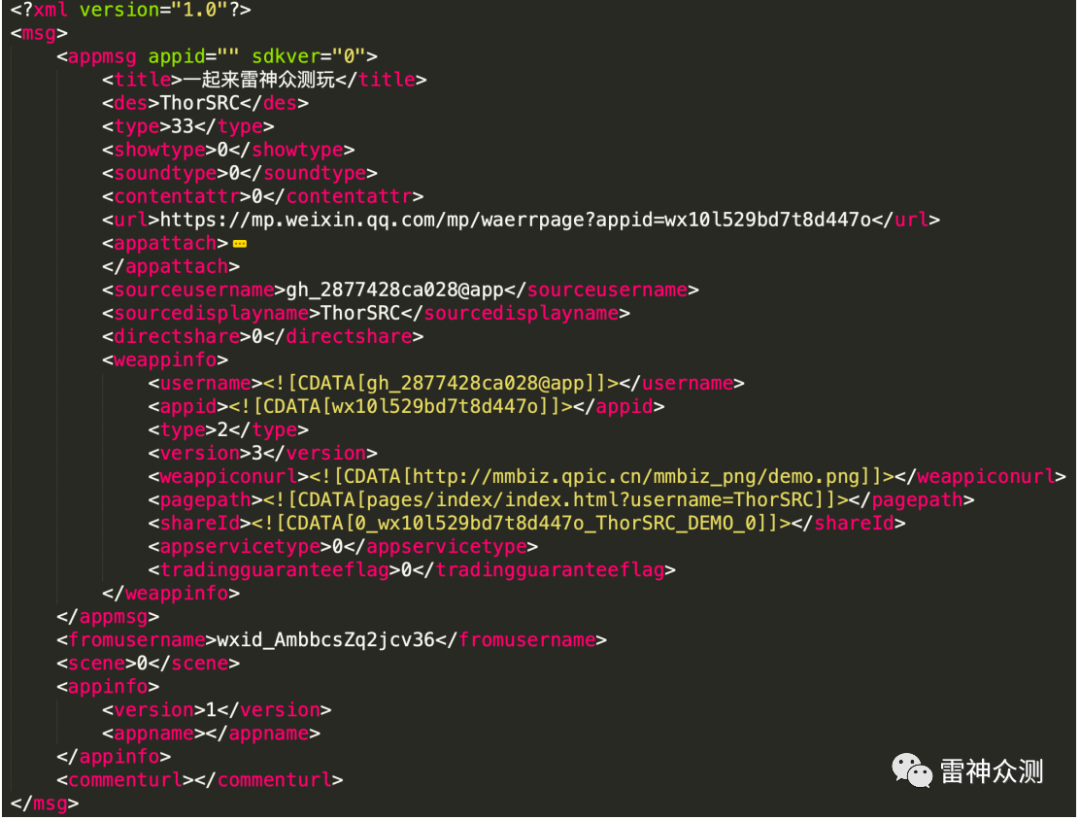 <?xml version="1.0"?>
<msg>
<appmsg appid="" sdkver="0">
<title>一起来雷神众测玩</title>
<des>ThorSRC</des>
<type>33</type>
<showtype>0</showtype>
<soundtype>0</soundtype>
<contentattr>0</contentattr>
<url>https://mp.weixin.qq.com/mp/waerrpage?appid=wx10l529bd7t8d447o</url>
<appattach>
</appattach>
<sourceusername>gh_2877428ca028@app</sourceusername>
<sourcedisplayname>ThorSRC</sourcedisplayname>
<directshare>0</directshare>
<weappinfo>
<username><![CDATA[gh_2877428ca028@app]]></username>
<appid><![CDATA[wx10l529bd7t8d447o]]></appid>
<type>2</type>
<version>3</version>
<weappiconurl><![CDATA[http://mmbiz.qpic.cn/mmbiz_png/demo.png]]></weappiconurl>
<pagepath><![CDATA[pages/index/index.html?username=ThorSRC]]></pagepath>
<shareId><![CDATA[0_wx10l529bd7t8d447o_ThorSRC_DEMO_0]]></shareId>
<appservicetype>0</appservicetype>
<tradingguaranteeflag>0</tradingguaranteeflag>
</weappinfo>
</appmsg>
<fromusername>wxid_AmbbcsZq2jcv36</fromusername>
<scene>0</scene>
<appinfo>
<version>1</version>
<appname></appname>
</appinfo>
<commenturl></commenturl>
</msg>
雷神众测